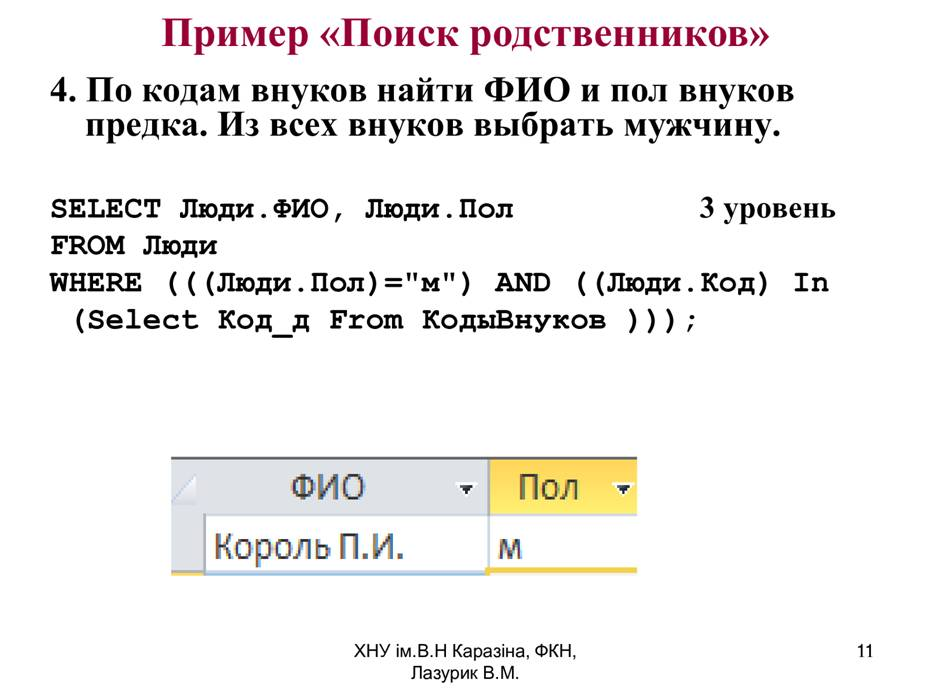 Пример «Поиск родственников»
4. По кодам внуков найти ФИО и пол внуков
предка. Из всех внуков выбрать мужчину.
SELECT Люди.ФИО, Люди.Пол 3 уровень
FROM Люди
WHERE (((Люди.Пол)="м") AND ((Люди.Код) In
(Select Код_д From КодыВнуков )));
ФИО Пол
Король П.И. м
ХНУ ім.В.Н Каразіна, ФКН, 11
Лазурик В.М.